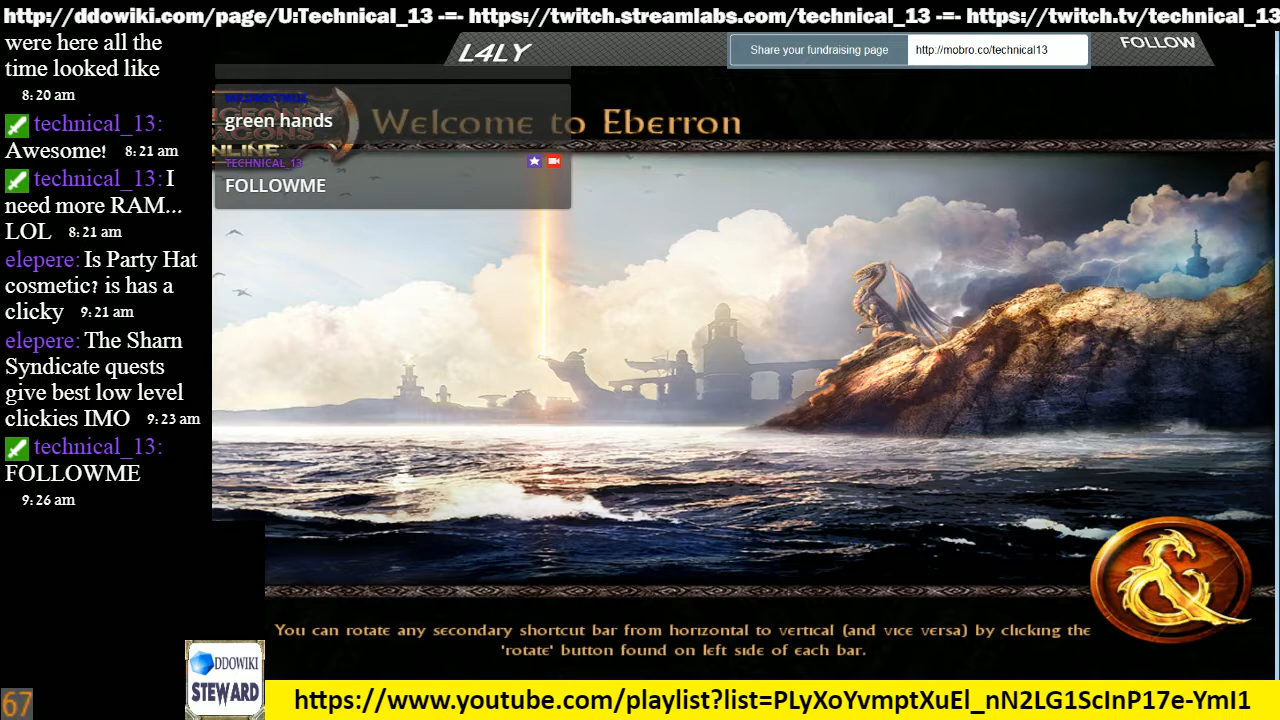 http://ddowiki.com/page/U:Technical_13 -=- https://twitch.streamlabs.com/technical_13 -=- https://twitch.tv/technical_13
L4LY
Share your fundraising page
http://mobro.co/technical13
FOLLOW
were here all the
time looked like
8:20 am
technical_13:
Awesome! 8:21 am
technical_13: I
need more RAM...
LOL 8:21 am
elepere: Is Party Hat
cosmetic? is has a
clicky 9:21 am
elepere: The Sharn
Syndicate quests
give best low level
clickies IMO 9:23 am
technical_13:
FOLLOWME
9:26 am
green hands
TECHNICAL_13
FOLLOWME
Welcome to Eberron
You can rotate any secondary shortcut bar from horizontal to vertical (and vice versa) by clicking the
'rotate' button found on left side of each bar.
DDOWIKI
STEWARD
67
https://www.youtube.com/playlist?list=PLyXoYvmptXuEl_nN2LG1ScInP17e-YmI1